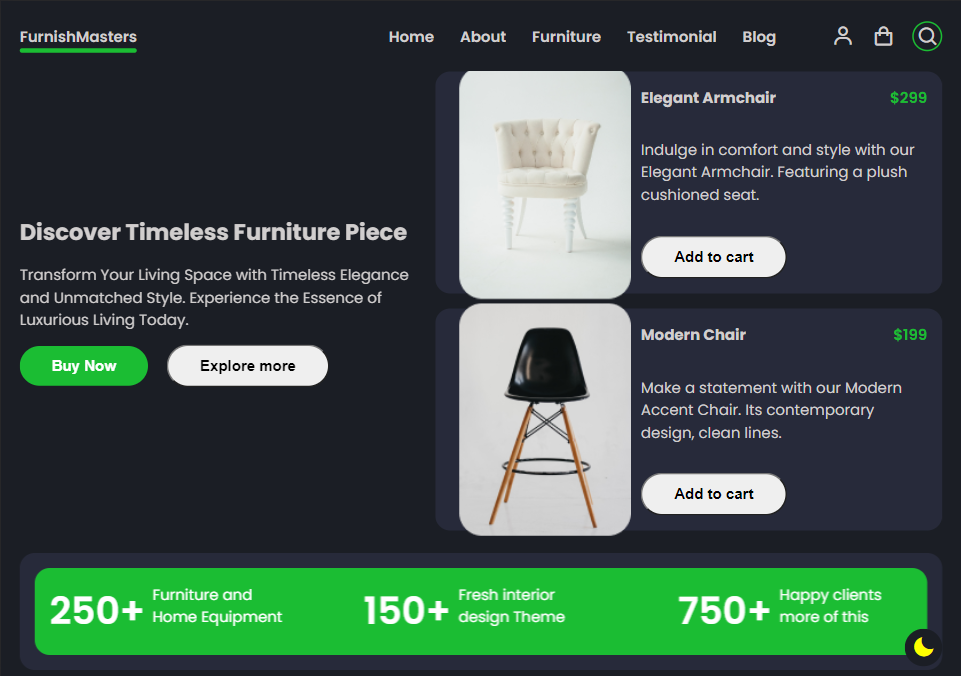 FurnishMasters
Home About Furniture Testimonial Blog
Discover Timeless Furniture Piece
Transform Your Living Space with Timeless Elegance
and Unmatched Style. Experience the Essence of
Luxurious Living Today.
Buy Now Explore more
Elegant Armchair $299
Indulge in comfort and style with our
Elegant Armchair. Featuring a plush
cushioned seat.
Add to cart
Modern Chair $199
Make a statement with our Modern
Accent Chair. Its contemporary
design, clean lines.
Add to cart
250+
Furniture and
Home Equipment
150+
Fresh interior
design Theme
750+
Happy clients
more of this